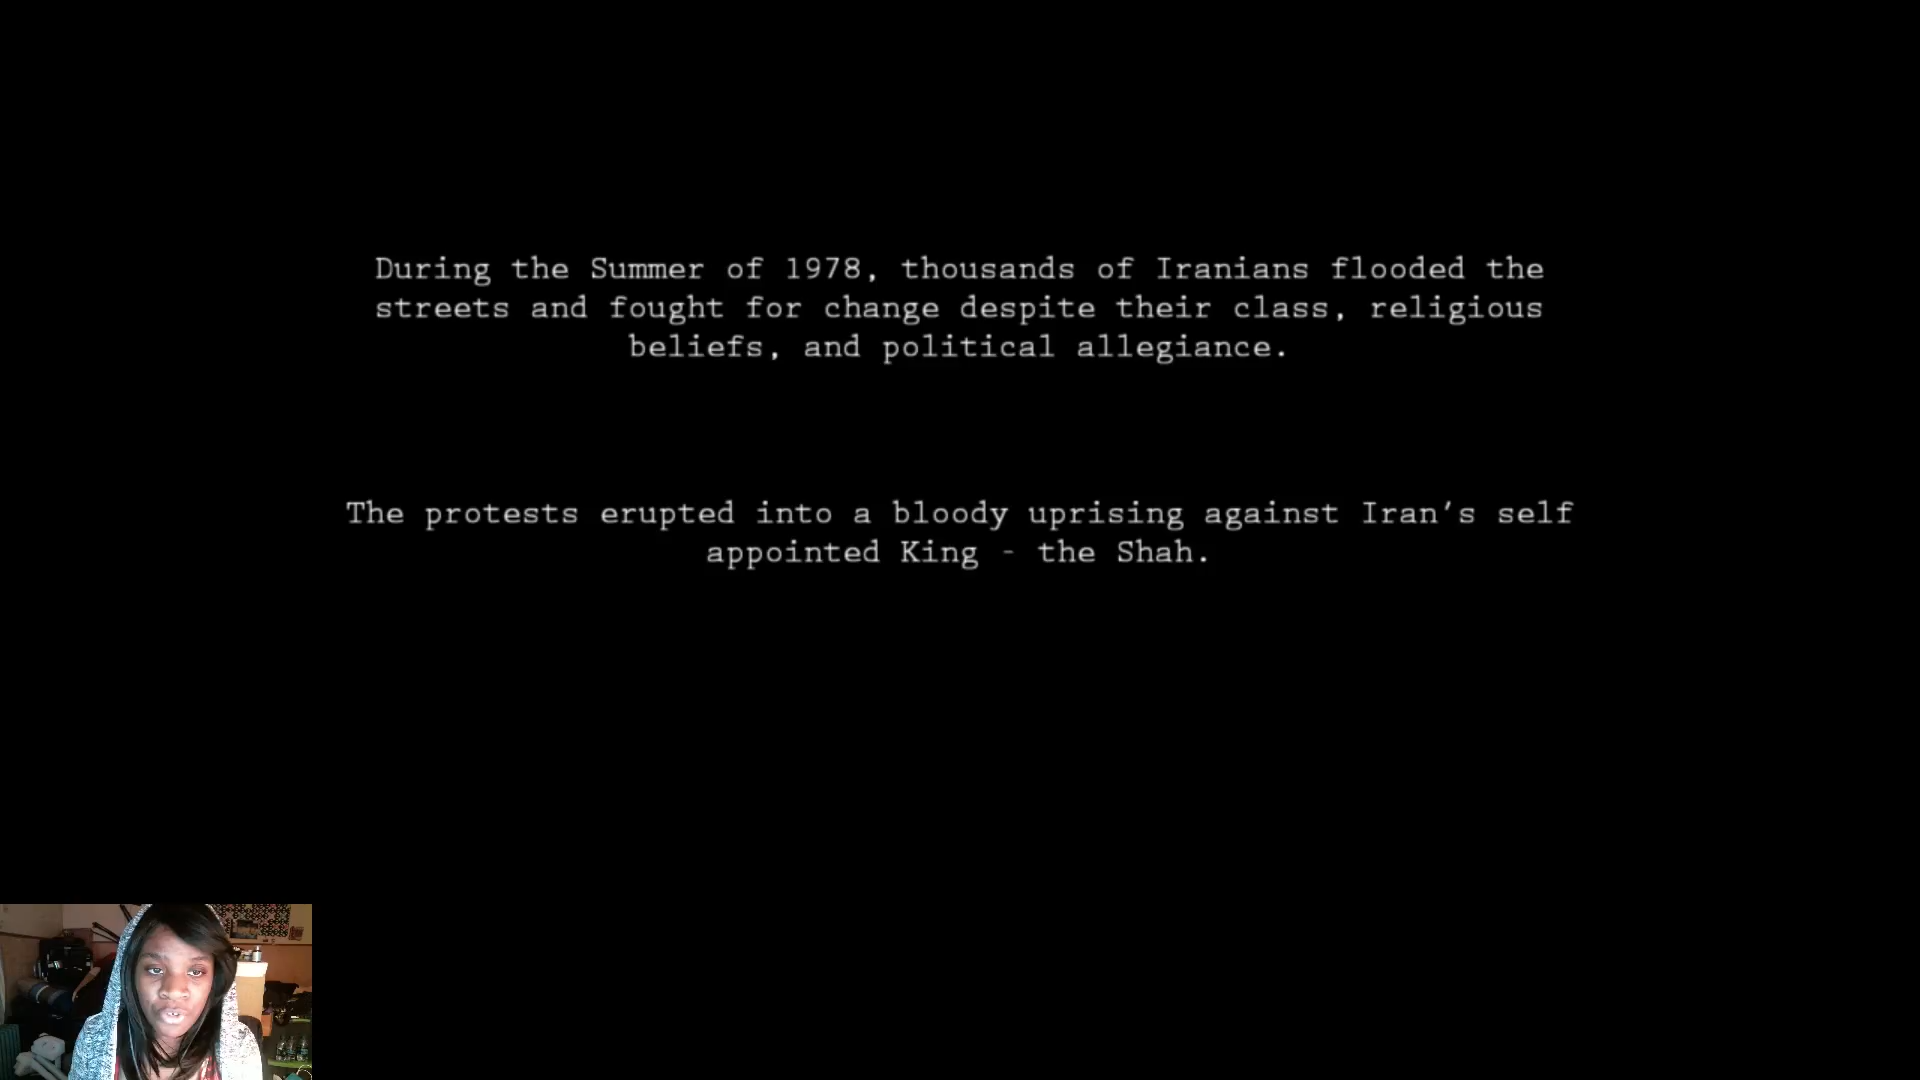 During the Summer of 1978, thousands of Iranians flooded the
streets and fought for change despite their class, religious
beliefs, and political allegiance.
The protests erupted into a bloody uprising against Iran's self
appointed King - the Shah.